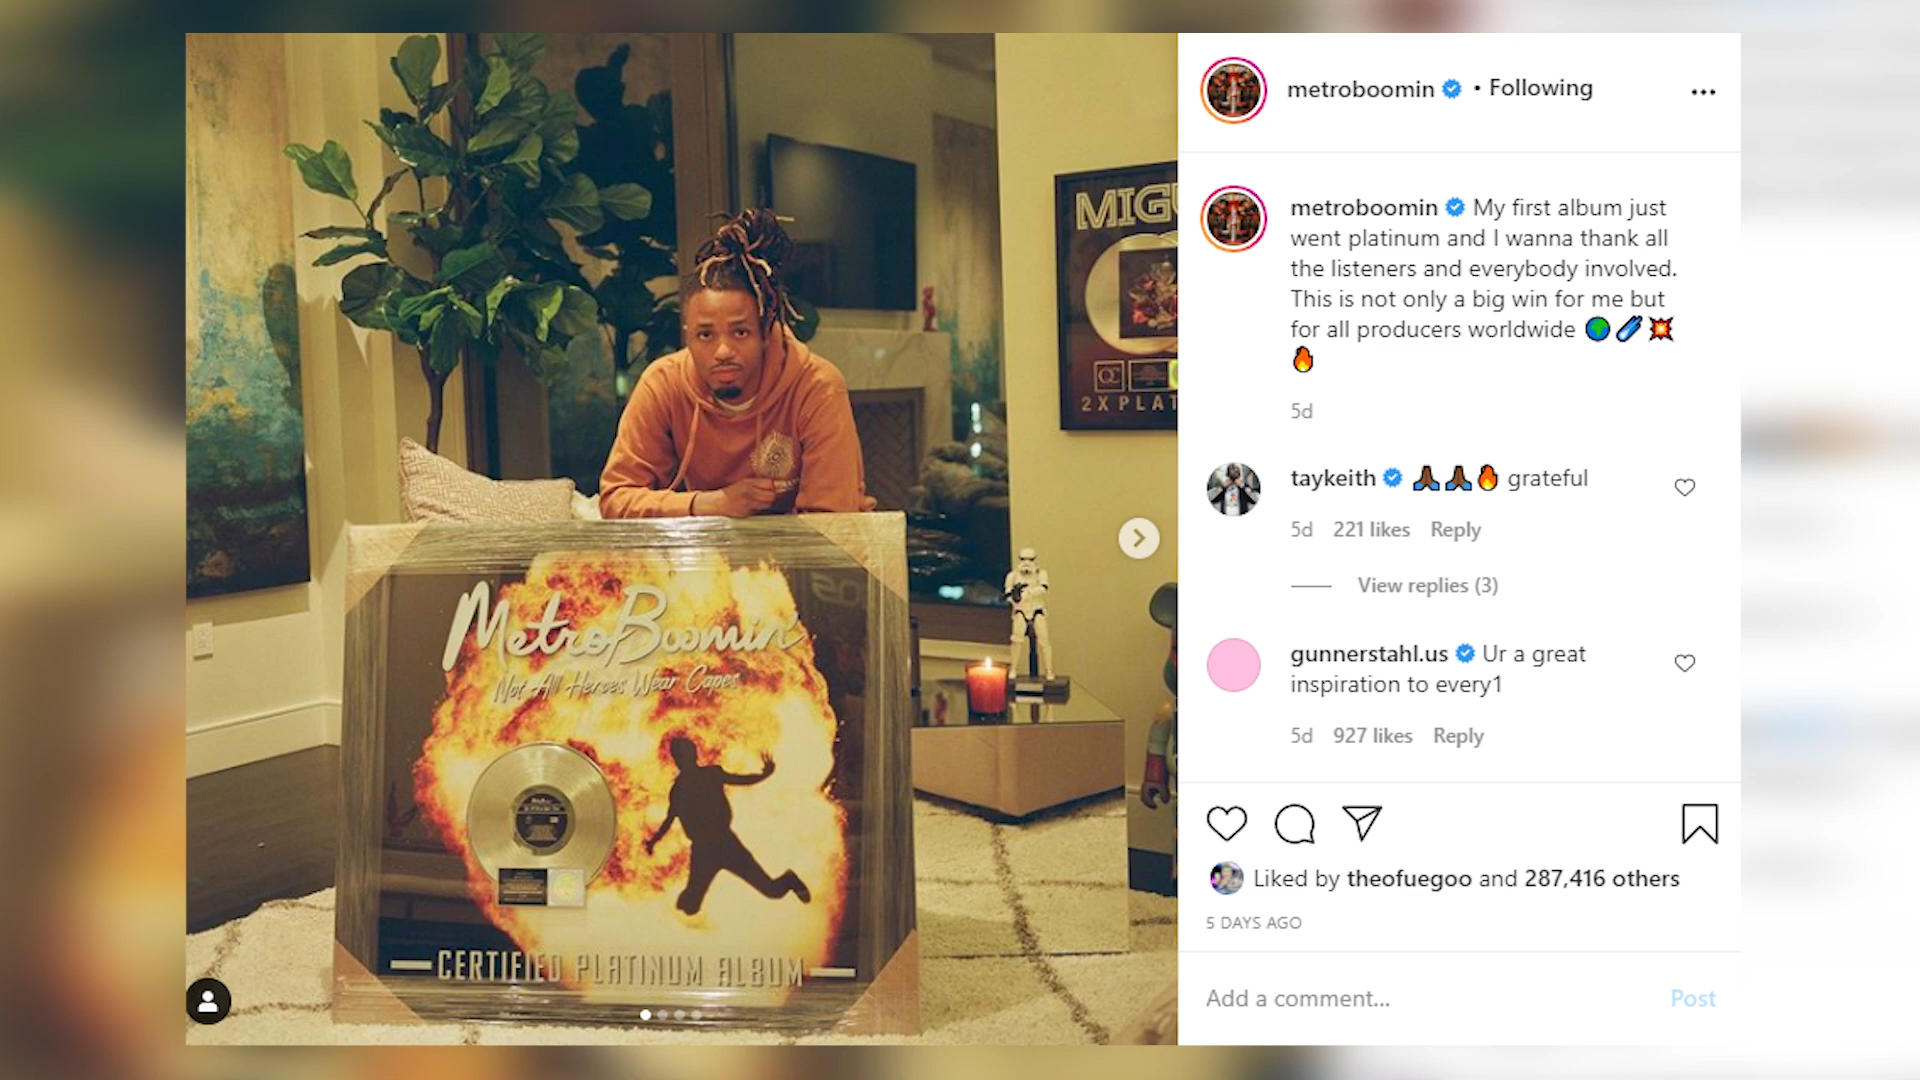 MIGO
2X PLAT
MetroBoomin'
Not All Heroes Wear Capes
CERTIFIED PLATINUM ALBUM
metroboomin • Following
metroboomin My first album just
went platinum and I wanna thank all
the listeners and everybody involved.
This is not only a big win for me but
for all producers worldwide 🌍☄️💥
🔥
5d
taykeith 🙏🏾🙏🏾🔥 grateful
5d 221 likes Reply
View replies (3)
gunnerstahl.us Ur a great
inspiration to every1
5d 927 likes Reply
Liked by theofuegoo and 287,416 others
5 DAYS AGO
Add a comment... Post